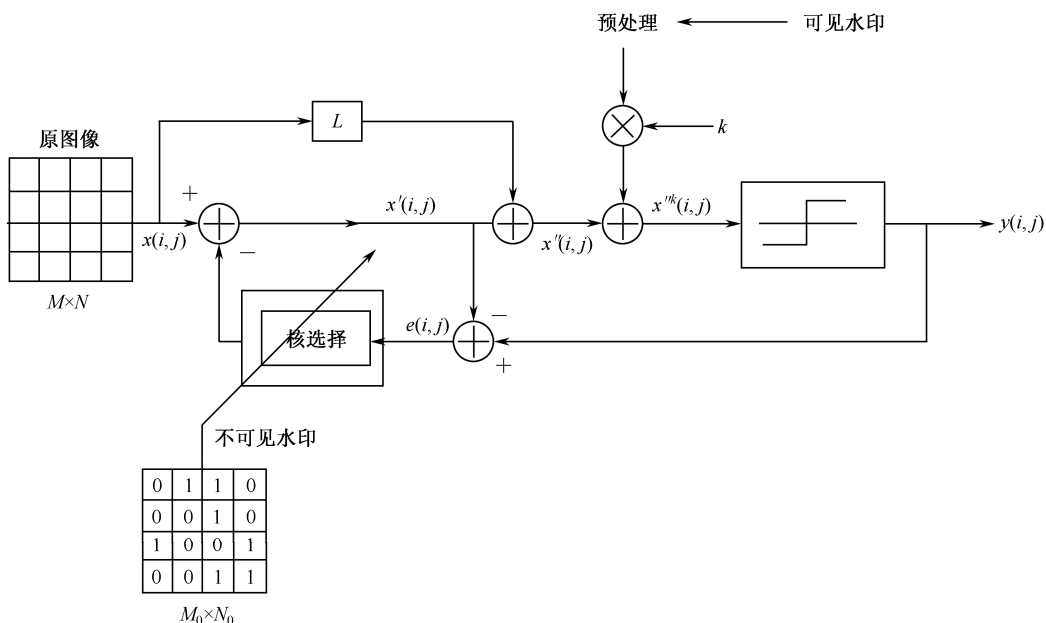 预处理 可见水印
L
原图像
k
+
x′(i, j)
x″ᵏ(i, j)
x(i, j)
−
x″(i, j)
y(i, j)
M×N
e(i, j)
−
核选择
+
不可见水印
0 1 1 0
0 0 1 0
1 0 0 1
0 0 1 1
M₀×N₀